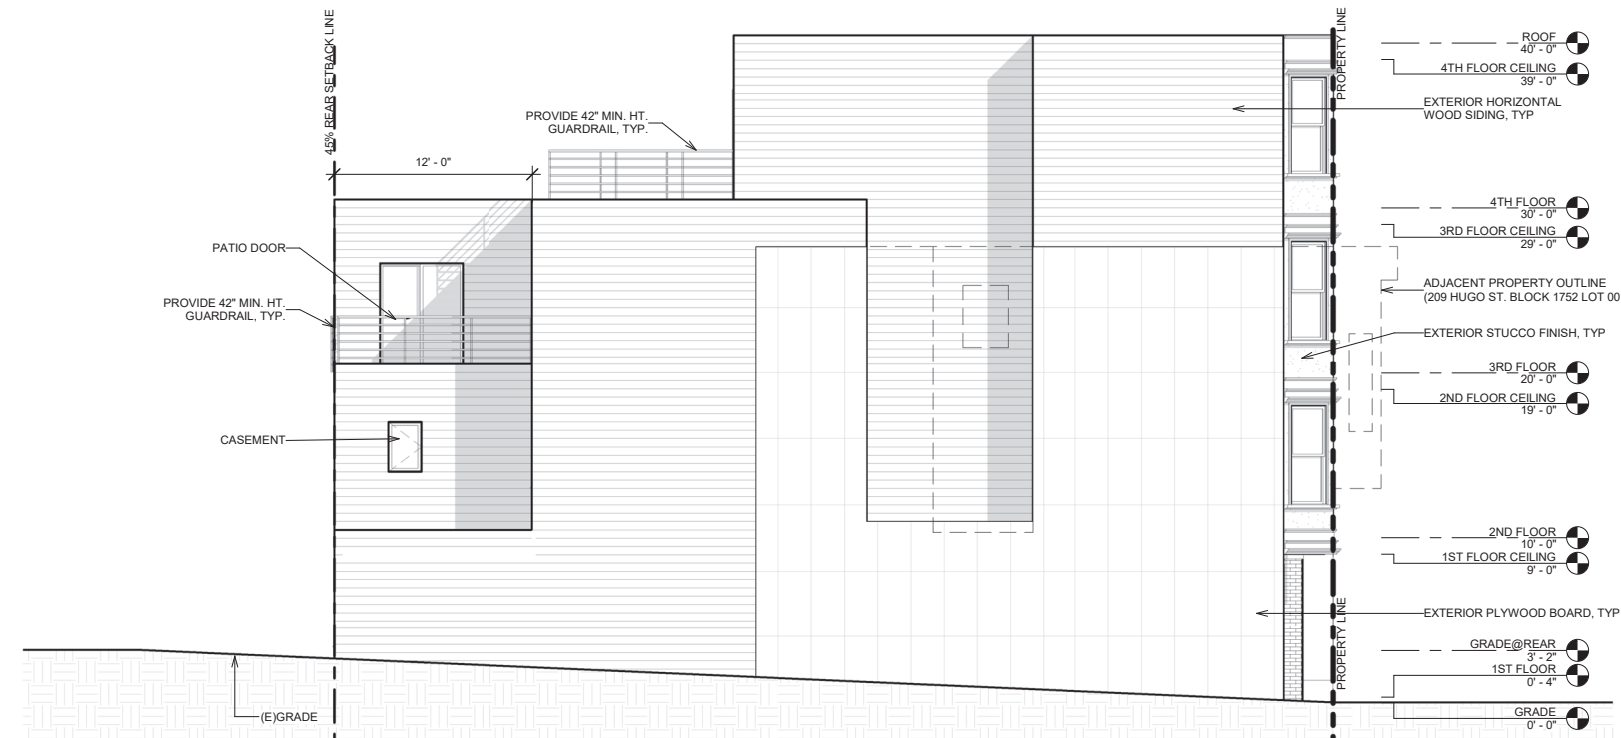 45% REAR SETBACK LINE
PROPERTY LINE
ROOF
40' - 0"
4TH FLOOR CEILING
39' - 0"
EXTERIOR HORIZONTAL
WOOD SIDING, TYP
PROVIDE 42" MIN. HT.
GUARDRAIL, TYP.
12' - 0"
4TH FLOOR
30' - 0"
3RD FLOOR CEILING
29' - 0"
PATIO DOOR
ADJACENT PROPERTY OUTLINE
(209 HUGO ST. BLOCK 1752 LOT 00
PROVIDE 42" MIN. HT.
GUARDRAIL, TYP.
EXTERIOR STUCCO FINISH, TYP
3RD FLOOR
20' - 0"
2ND FLOOR CEILING
19' - 0"
CASEMENT
2ND FLOOR
10' - 0"
1ST FLOOR CEILING
9' - 0"
EXTERIOR PLYWOOD BOARD, TYP
PROPERTY LINE
GRADE@REAR
3' - 2"
1ST FLOOR
0' - 4"
(E)GRADE
GRADE
0' - 0"